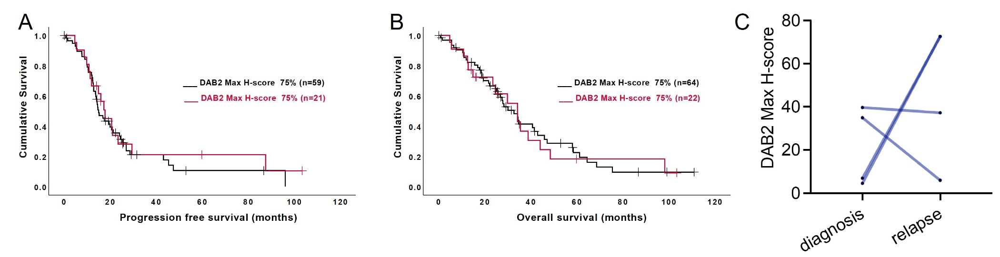 A
1.0
0.8
0.6
0.4
0.2
0.0
Cumulative Survival
DAB2 Max H-score 75% (n=59)
DAB2 Max H-score 75% (n=21)
0 20 40 60 80 100 120
Progression free survival (months)
B
1.0
0.8
0.6
0.4
0.2
0.0
Cumulative Survival
DAB2 Max H-score 75% (n=64)
DAB2 Max H-score 75% (n=22)
0 20 40 60 80 100 120
Overall survival (months)
C
80
60
40
20
0
DAB2 Max H-score
diagnosis
relapse